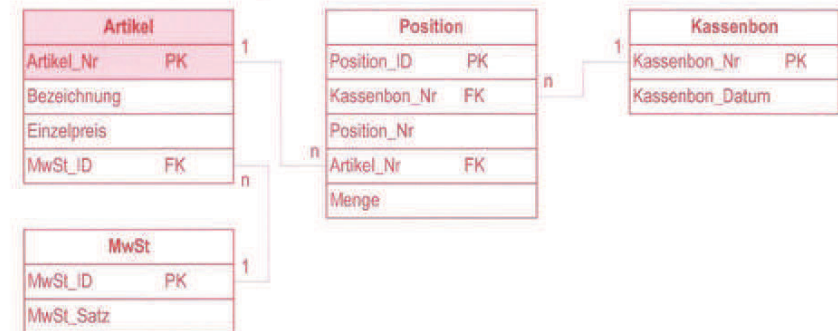 Artikel
Artikel_Nr PK
Bezeichnung
Einzelpreis
MwSt_ID FK
1
n
MwSt
MwSt_ID PK
MwSt_Satz
1
Position
Position_ID PK
Kassenbon_Nr FK
Position_Nr
Artikel_Nr FK
Menge
n
n
Kassenbon
Kassenbon_Nr PK
Kassenbon_Datum
1